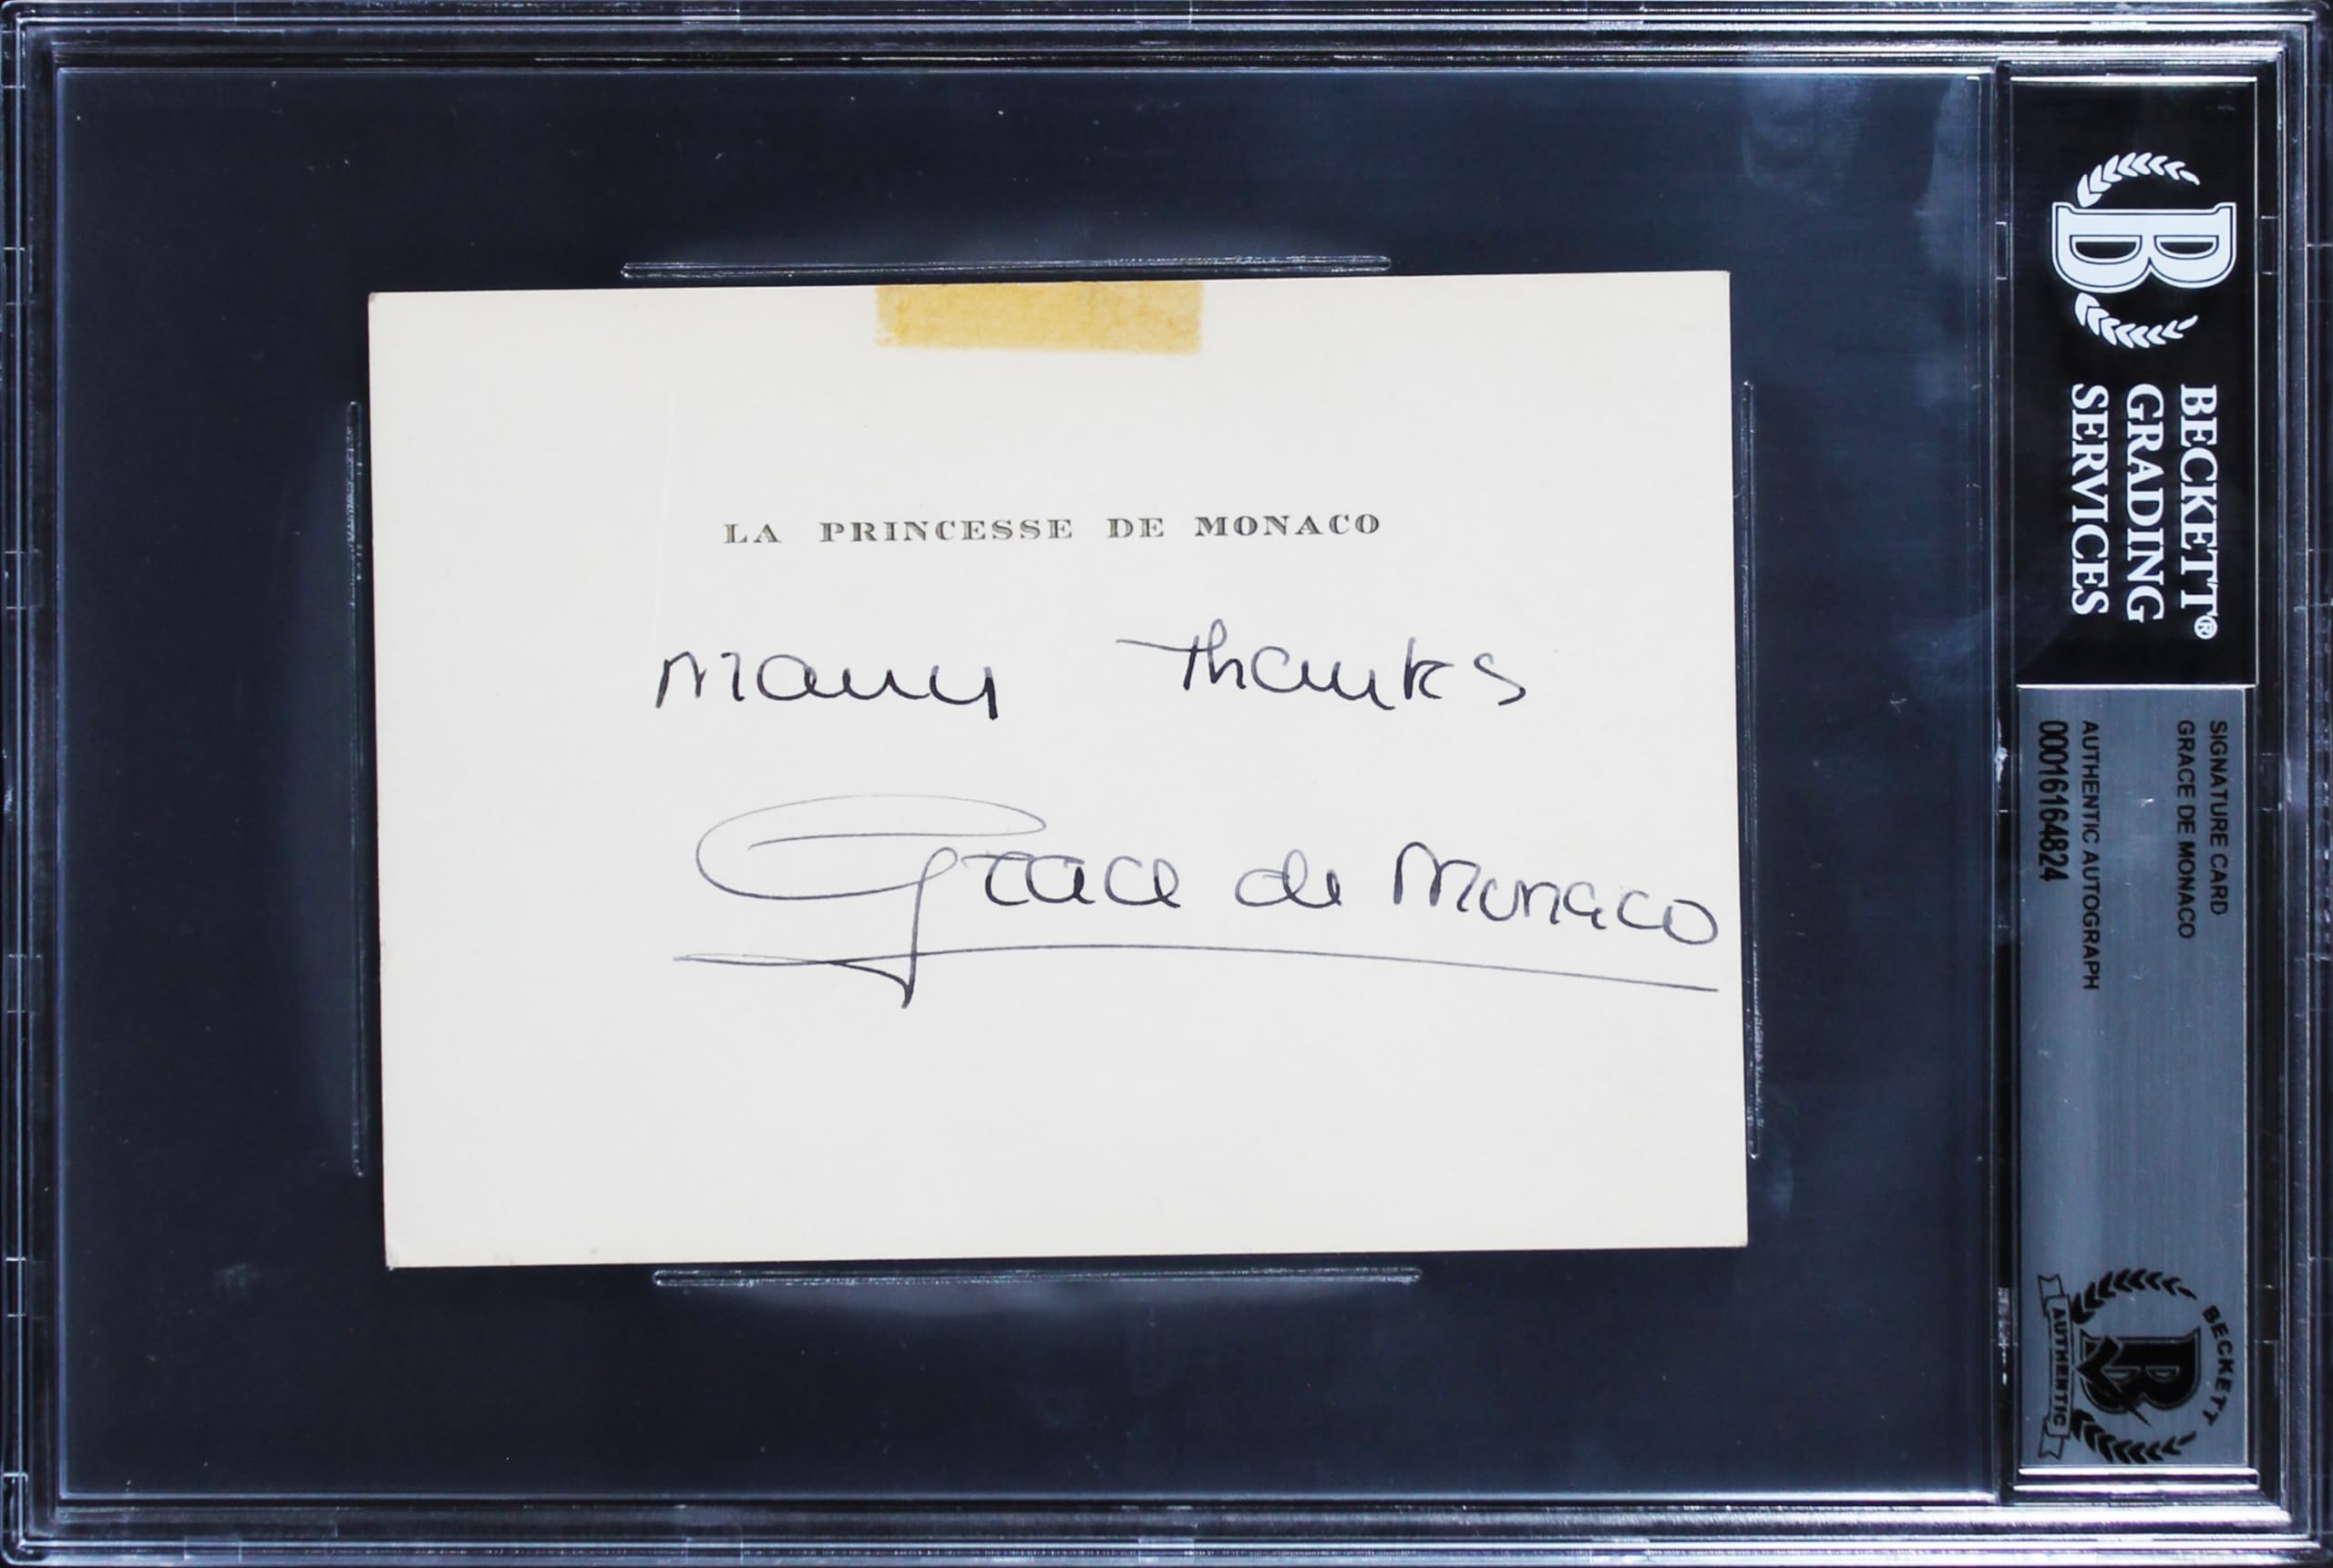 LA PRINCESSE DE MONACO
Many Thanks
Grace de Monaco
B
BECKETT®
GRADING
SERVICES
SIGNATURE CARD
GRACE DE MONACO
AUTHENTIC AUTOGRAPH
00016164824
BECKETT
B
AUTHENTIC